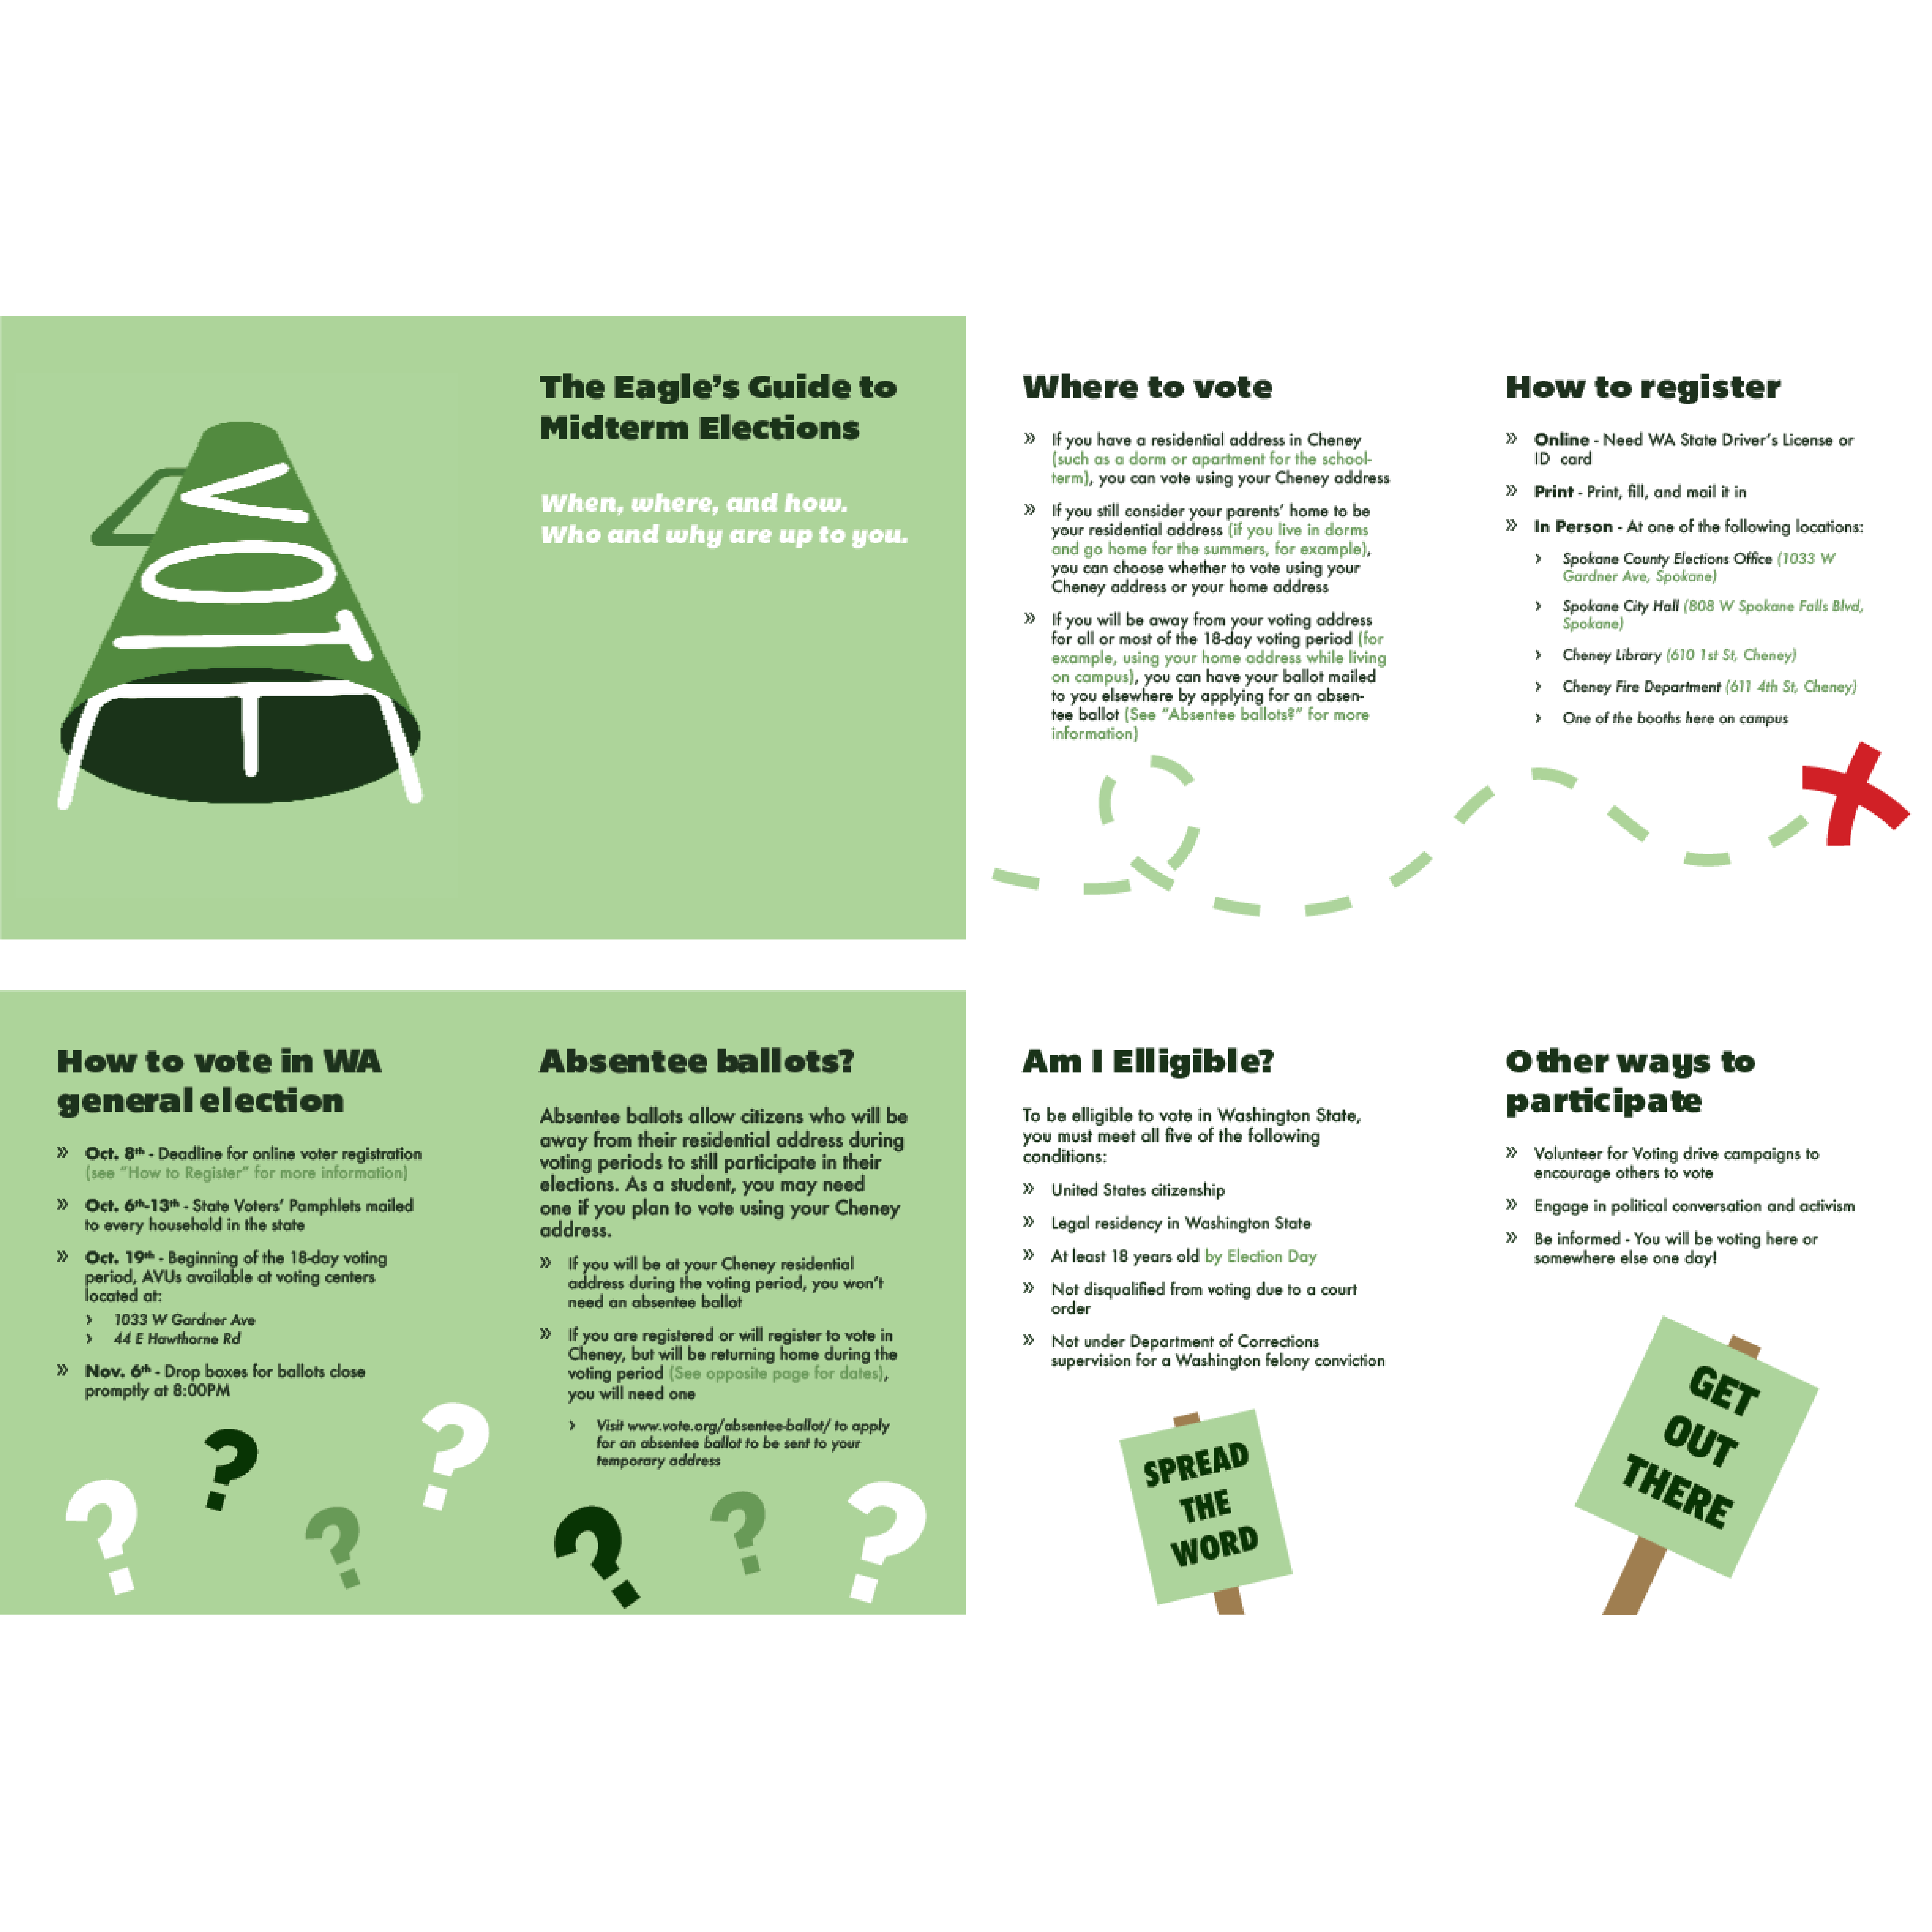 VOTE
The Eagle's Guide to
Midterm Elections
When, where, and how.
Who and why are up to you.
Where to vote
» If you have a residential address in Cheney
(such as a dorm or apartment for the school-
term), you can vote using your Cheney address
» If you still consider your parents' home to be
your residential address (if you live in dorms
and go home for the summers, for example),
you can choose whether to vote using your
Cheney address or your home address
» If you will be away from your voting address
for all or most of the 18-day voting period (for
example, using your home address while living
on campus), you can have your ballot mailed
to you elsewhere by applying for an absen-
tee ballot (See "Absentee ballots?" for more
information)
How to register
» Online - Need WA State Driver's License or
ID card
» Print - Print, fill, and mail it in
» In Person - At one of the following locations:
› Spokane County Elections Office (1033 W
Gardner Ave, Spokane)
› Spokane City Hall (808 W Spokane Falls Blvd,
Spokane)
› Cheney Library (610 1st St, Cheney)
› Cheney Fire Department (611 4th St, Cheney)
› One of the booths here on campus
How to vote in WA
general election
» Oct. 8th - Deadline for online voter registration
(see "How to Register" for more information)
» Oct. 6th-13th - State Voters' Pamphlets mailed
to every household in the state
» Oct. 19th - Beginning of the 18-day voting
period, AVUs available at voting centers
located at:
› 1033 W Gardner Ave
› 44 E Hawthorne Rd
» Nov. 6th - Drop boxes for ballots close
promptly at 8:00PM
? ? ? ?
Absentee ballots?
Absentee ballots allow citizens who will be
away from their residential address during
voting periods to still participate in their
elections. As a student, you may need
one if you plan to vote using your Cheney
address.
» If you will be at your Cheney residential
address during the voting period, you won't
need an absentee ballot
» If you are registered or will register to vote in
Cheney, but will be returning home during the
voting period (See opposite page for dates),
you will need one
› Visit www.vote.org/absentee-ballot/ to apply
for an absentee ballot to be sent to your
temporary address
? ? ?
Am I Elligible?
To be elligible to vote in Washington State,
you must meet all five of the following
conditions:
» United States citizenship
» Legal residency in Washington State
» At least 18 years old by Election Day
» Not disqualified from voting due to a court
order
» Not under Department of Corrections
supervision for a Washington felony conviction
SPREAD
THE
WORD
Other ways to
participate
» Volunteer for Voting drive campaigns to
encourage others to vote
» Engage in political conversation and activism
» Be informed - You will be voting here or
somewhere else one day!
GET
OUT
THERE